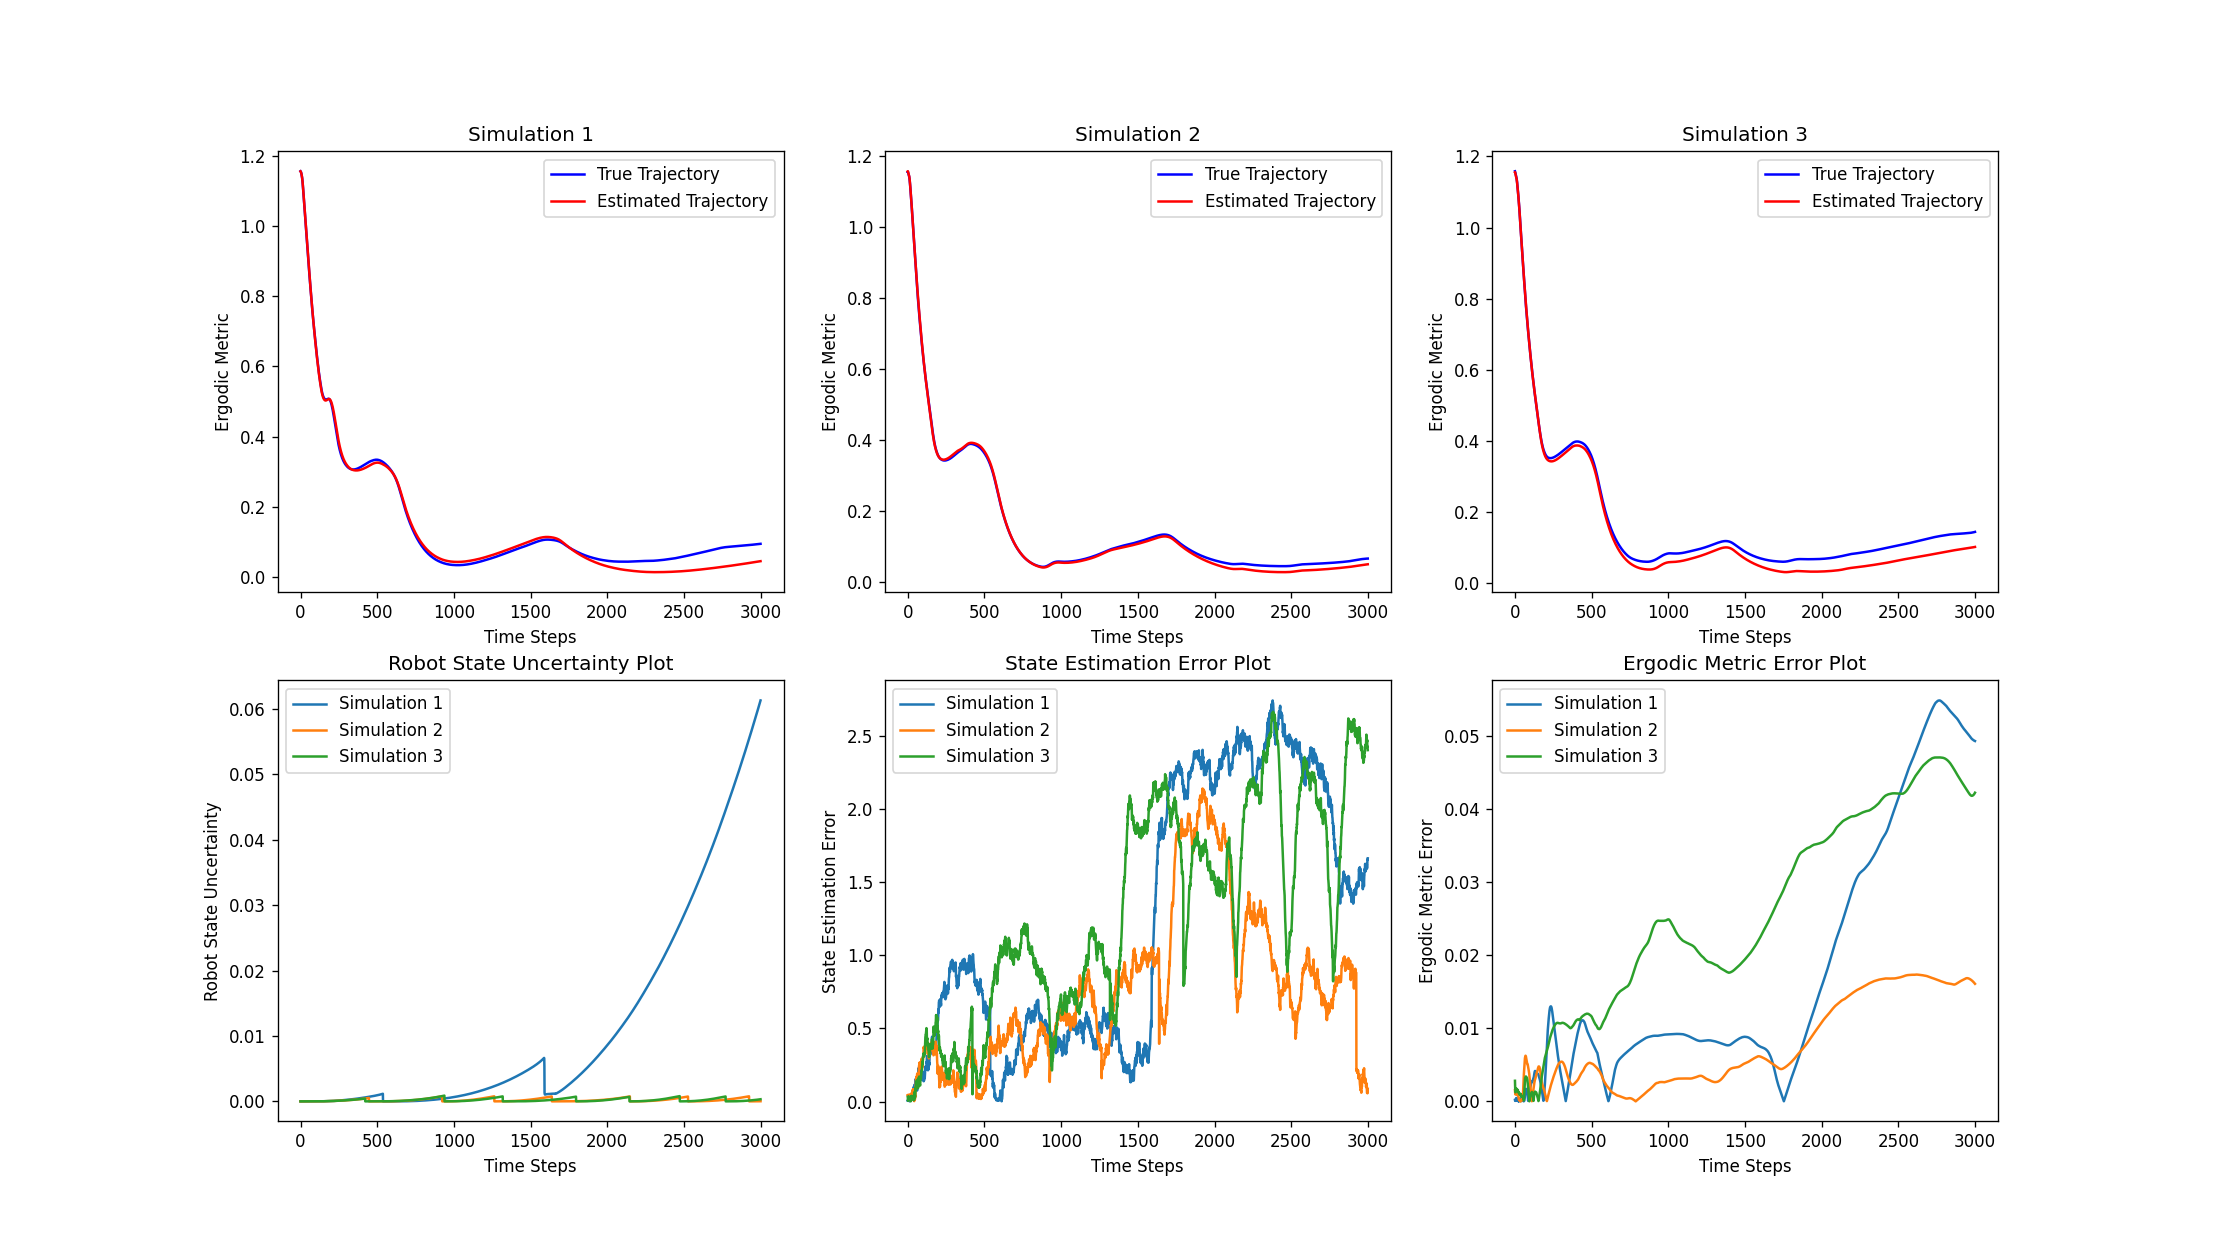 Simulation 1
Simulation 2
Simulation 3
Ergodic Metric
1.2
1.0
0.8
0.6
0.4
0.2
0.0
True Trajectory
Estimated Trajectory
0 500 1000 1500 2000 2500 3000
Time Steps
Ergodic Metric
1.2
1.0
0.8
0.6
0.4
0.2
0.0
True Trajectory
Estimated Trajectory
0 500 1000 1500 2000 2500 3000
Time Steps
Ergodic Metric
1.2
1.0
0.8
0.6
0.4
0.2
0.0
True Trajectory
Estimated Trajectory
0 500 1000 1500 2000 2500 3000
Time Steps
Robot State Uncertainty Plot
Robot State Uncertainty
0.06
0.05
0.04
0.03
0.02
0.01
0.00
Simulation 1
Simulation 2
Simulation 3
0 500 1000 1500 2000 2500 3000
Time Steps
State Estimation Error Plot
State Estimation Error
2.5
2.0
1.5
1.0
0.5
0.0
Simulation 1
Simulation 2
Simulation 3
0 500 1000 1500 2000 2500 3000
Time Steps
Ergodic Metric Error Plot
Ergodic Metric Error
0.05
0.04
0.03
0.02
0.01
0.00
Simulation 1
Simulation 2
Simulation 3
0 500 1000 1500 2000 2500 3000
Time Steps